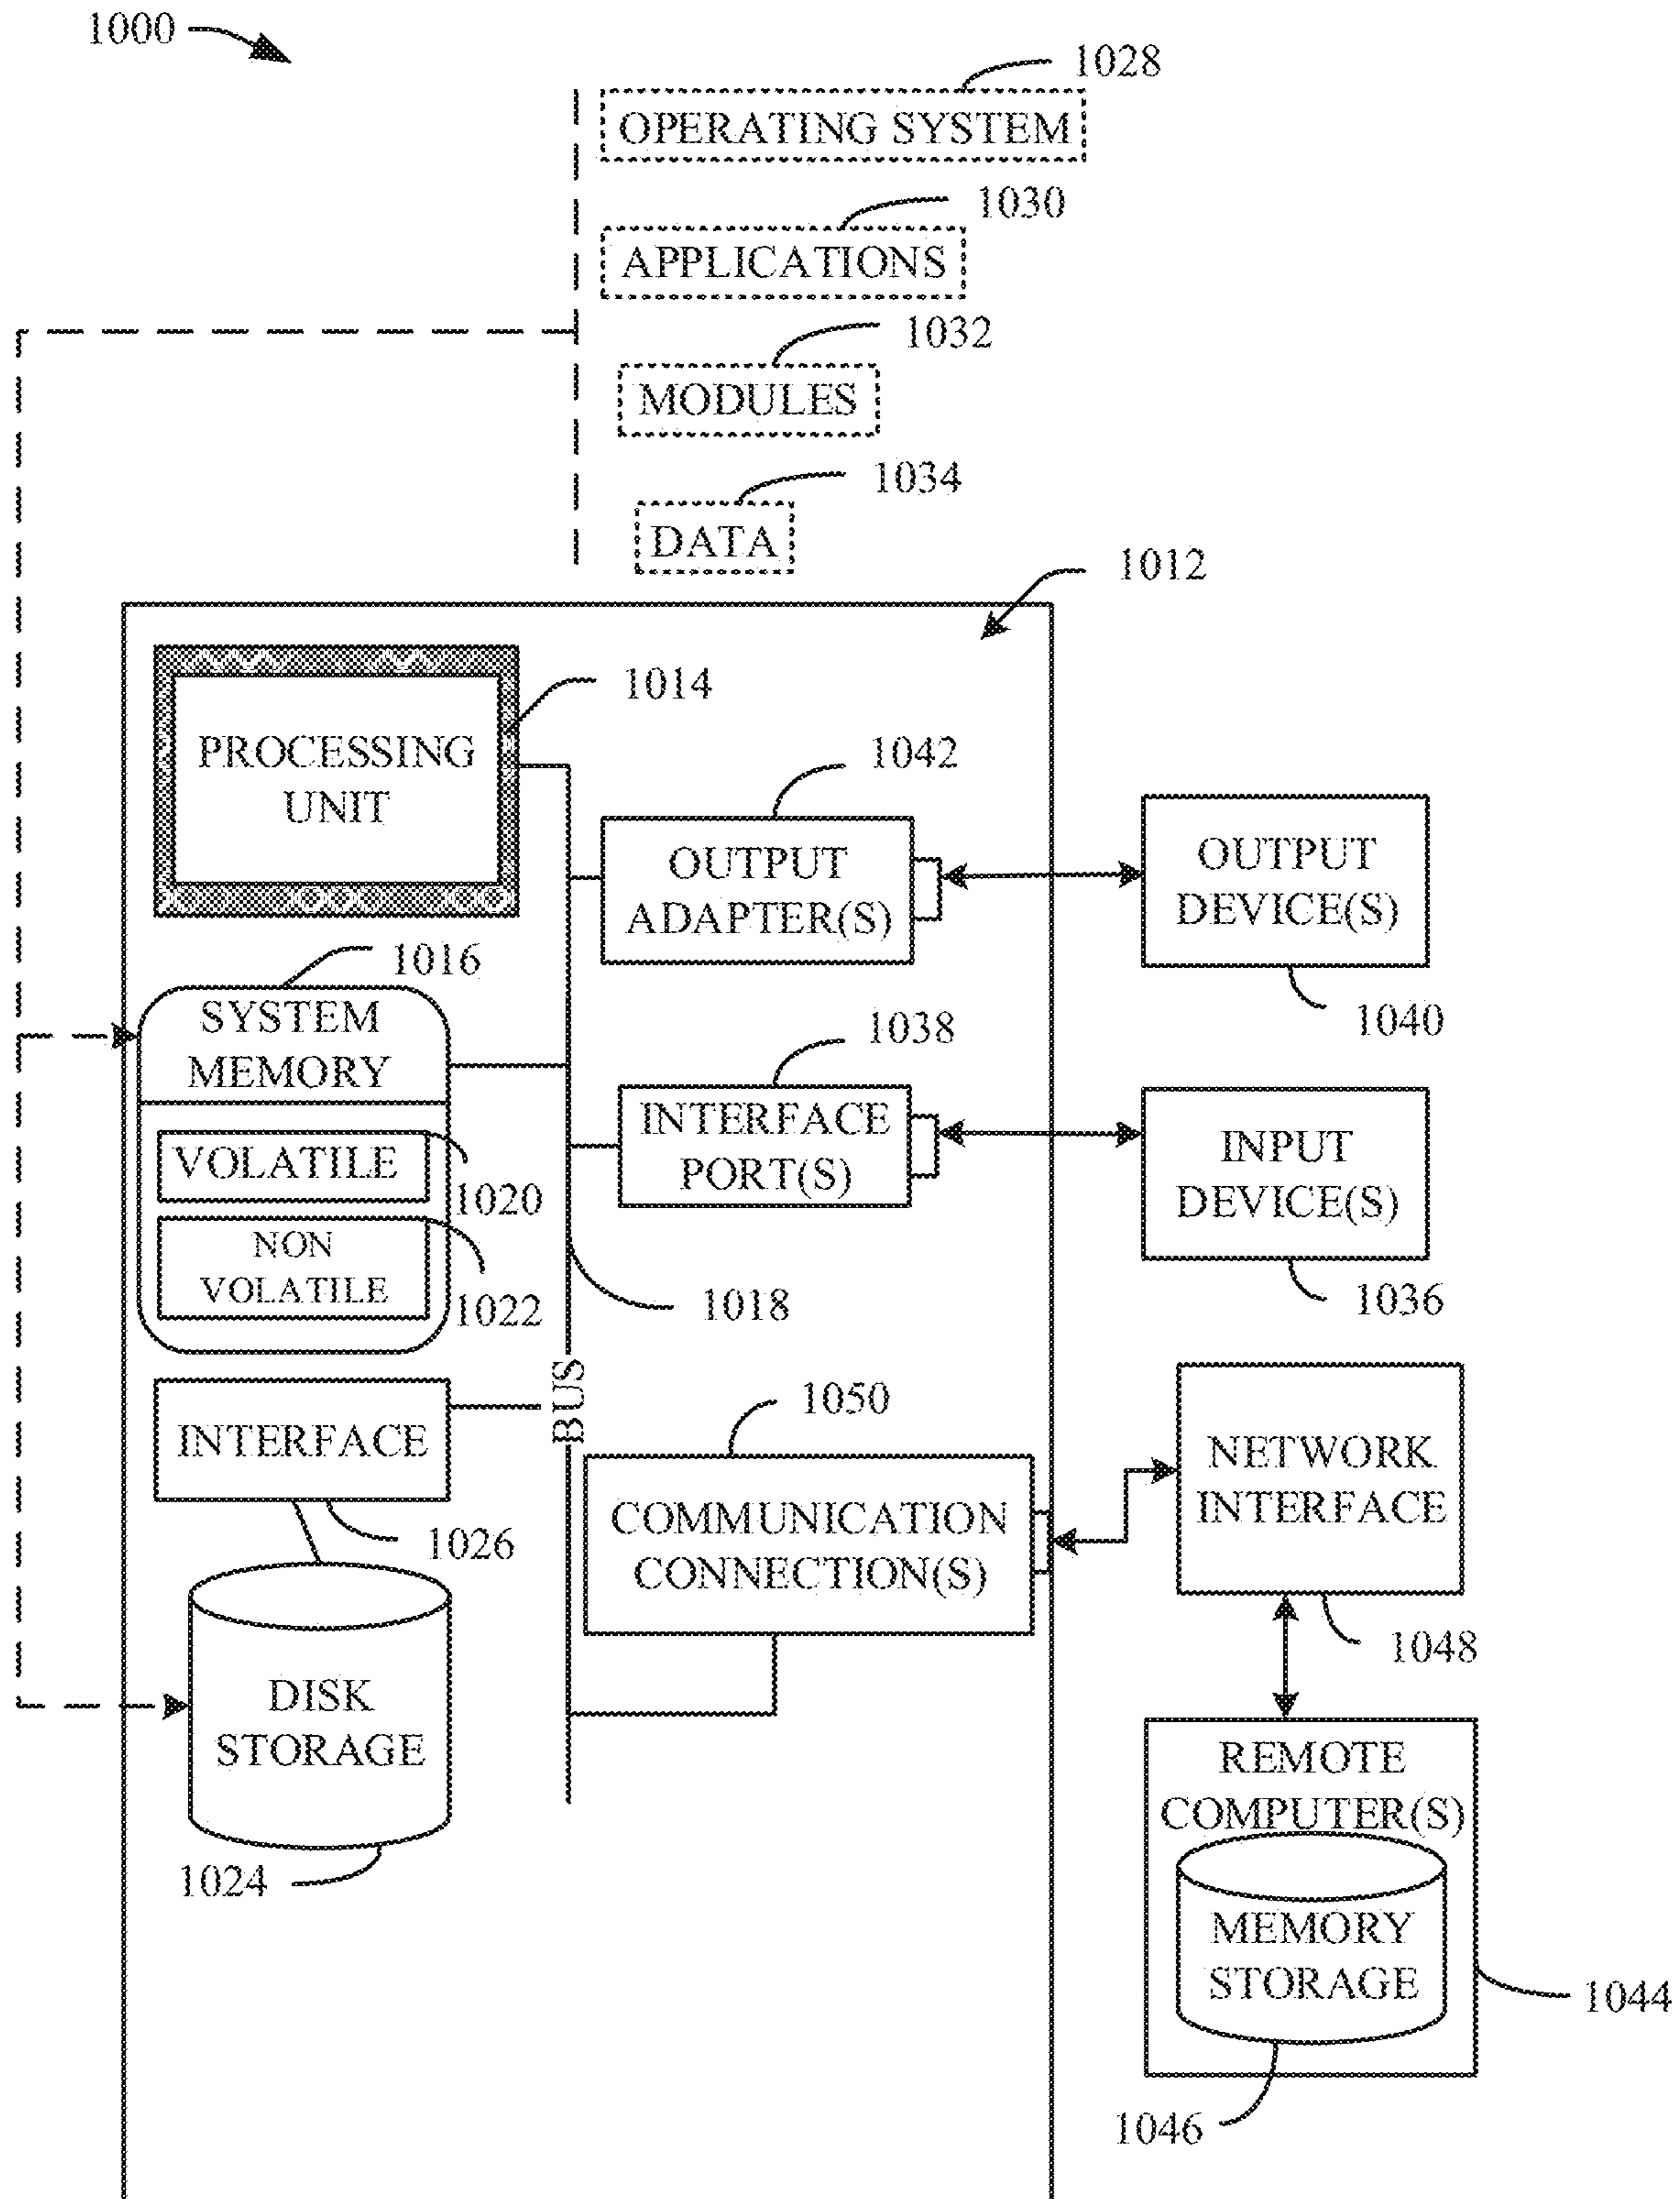 1000
1028
OPERATING SYSTEM
1030
APPLICATIONS
1032
MODULES
1034
DATA
1012
1014
PROCESSING
UNIT
1042
OUTPUT
ADAPTER(S)
OUTPUT
DEVICE(S)
1040
1016
SYSTEM
MEMORY
VOLATILE
1020
NON
VOLATILE
1022
1038
INTERFACE
PORT(S)
INPUT
DEVICE(S)
1036
1018
BUS
INTERFACE
1026
1050
COMMUNICATION
CONNECTION(S)
NETWORK
INTERFACE
1048
DISK
STORAGE
1024
REMOTE
COMPUTER(S)
MEMORY
STORAGE
1044
1046